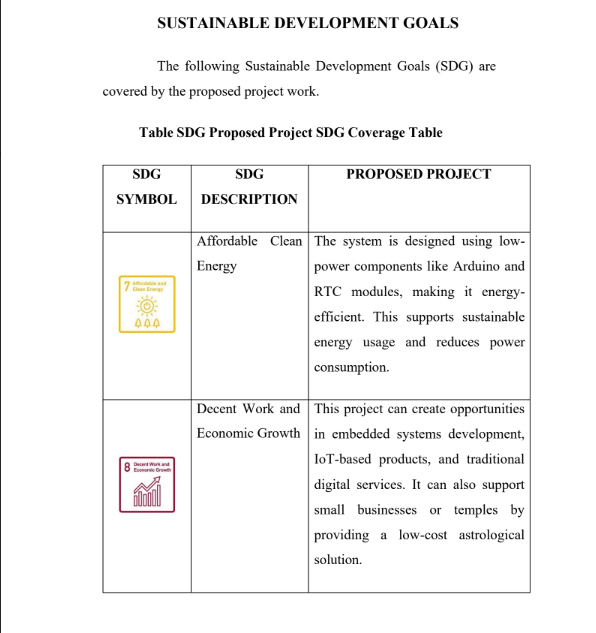 SUSTAINABLE DEVELOPMENT GOALS
The following Sustainable Development Goals (SDG) are
covered by the proposed project work.
Table SDG Proposed Project SDG Coverage Table
SDG
SYMBOL
SDG
DESCRIPTION
PROPOSED PROJECT
7 Affordable and
Clean Energy
Affordable Clean
Energy
The system is designed using low-
power components like Arduino and
RTC modules, making it energy-
efficient. This supports sustainable
energy usage and reduces power
consumption.
8 Decent Work and
Economic Growth
Decent Work and
Economic Growth
This project can create opportunities
in embedded systems development,
IoT-based products, and traditional
digital services. It can also support
small businesses or temples by
providing a low-cost astrological
solution.